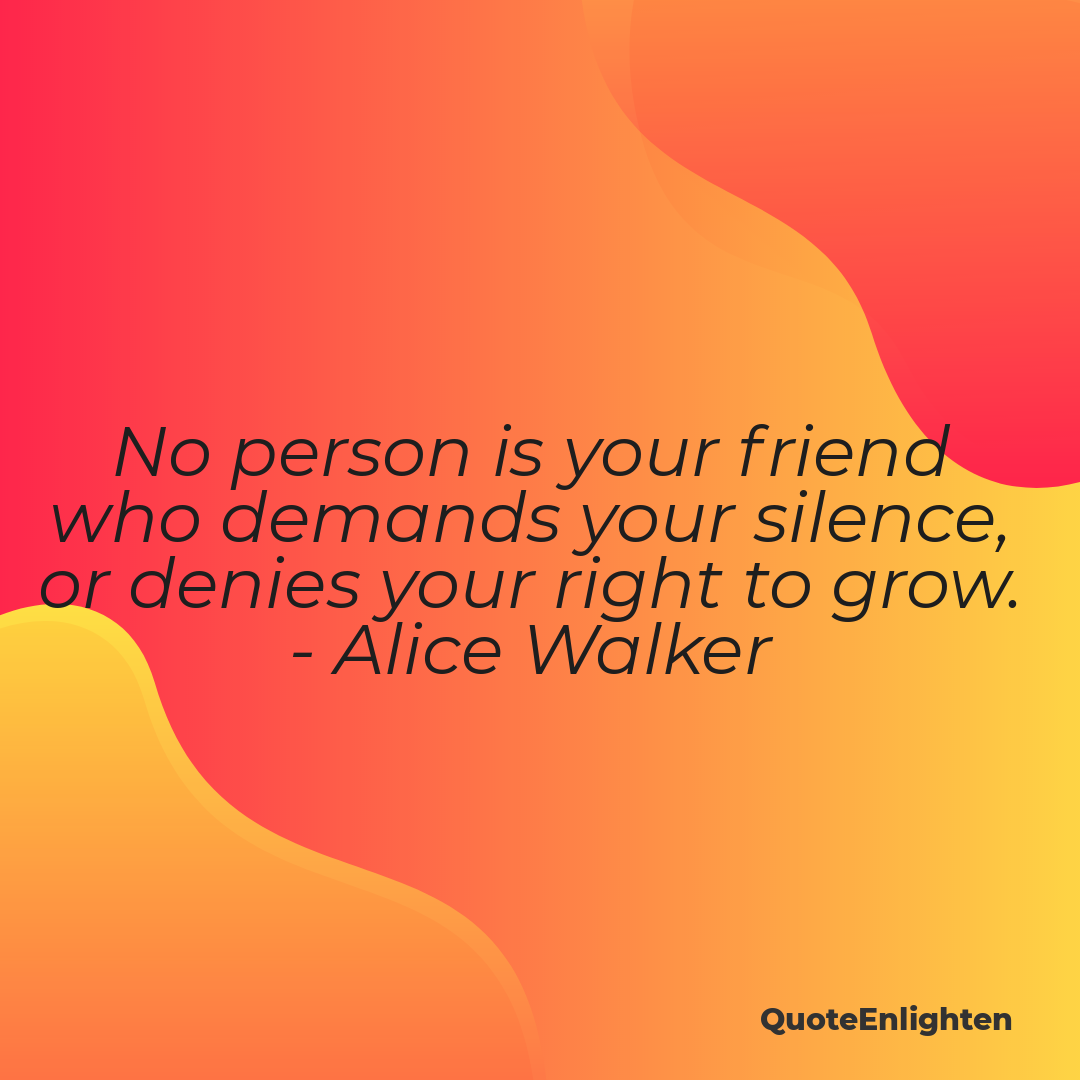 No person is your friend
who demands your silence,
or denies your right to grow.
- Alice Walker
QuoteEnlighten